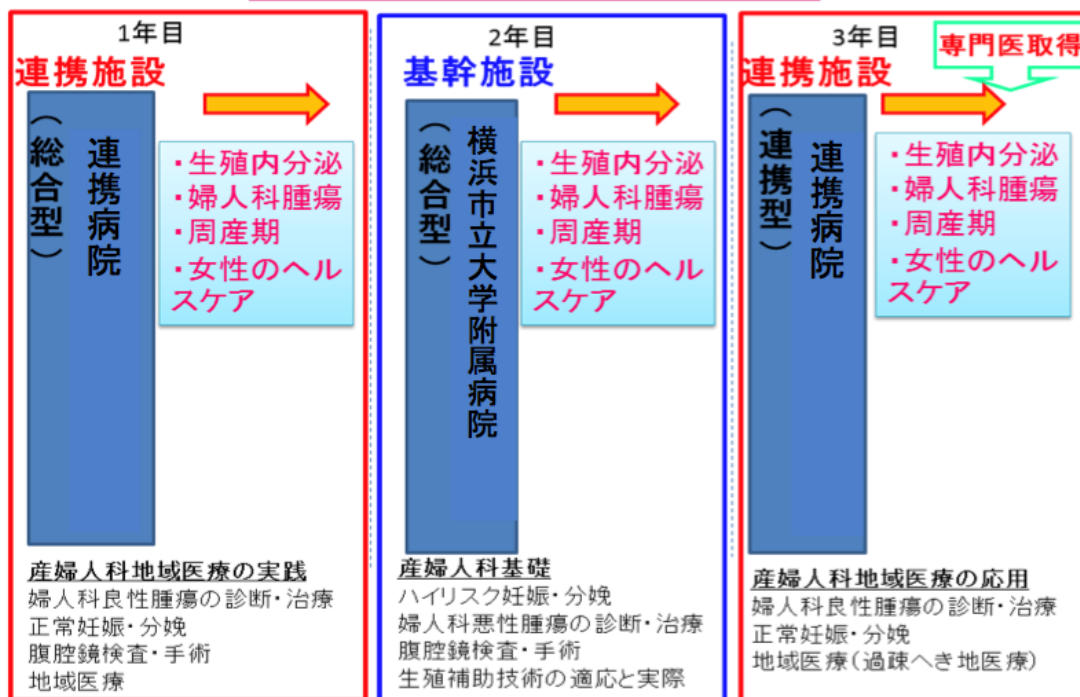 1年目
連携施設
（総合型）
連携病院
・生殖内分泌
・婦人科腫瘍
・周産期
・女性のヘル
スケア
産婦人科地域医療の実践
婦人科良性腫瘍の診断・治療
正常妊娠・分娩
腹腔鏡検査・手術
地域医療
2年目
基幹施設
（総合型）
横浜市立大学附属病院
・生殖内分泌
・婦人科腫瘍
・周産期
・女性のヘル
スケア
産婦人科基礎
ハイリスク妊娠・分娩
婦人科悪性腫瘍の診断・治療
腹腔鏡検査・手術
生殖補助技術の適応と実際
3年目
専門医取得
連携施設
（連携型）
連携病院
・生殖内分泌
・婦人科腫瘍
・周産期
・女性のヘル
スケア
産婦人科地域医療の応用
婦人科良性腫瘍の診断・治療
正常妊娠・分娩
地域医療（過疎へき地医療）